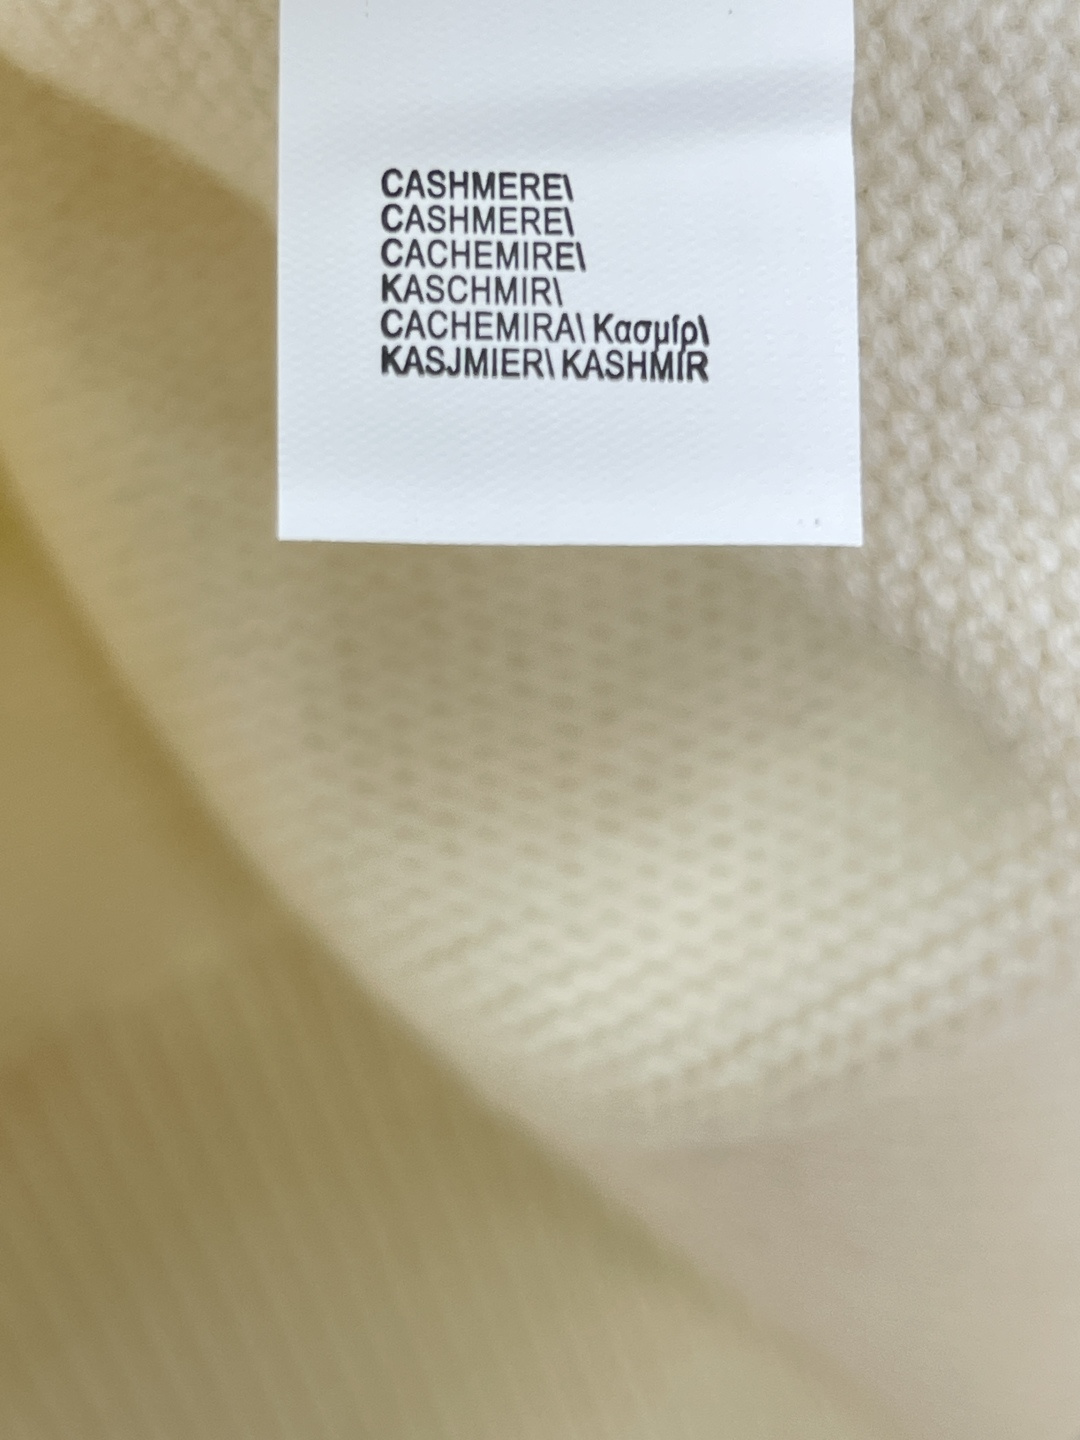 CASHMERE\
CASHMERE\
CACHEMIRE\
KASCHMIR\
CACHEMIRA\ Κασμίρ\
KASJMIER\ KASHMIR